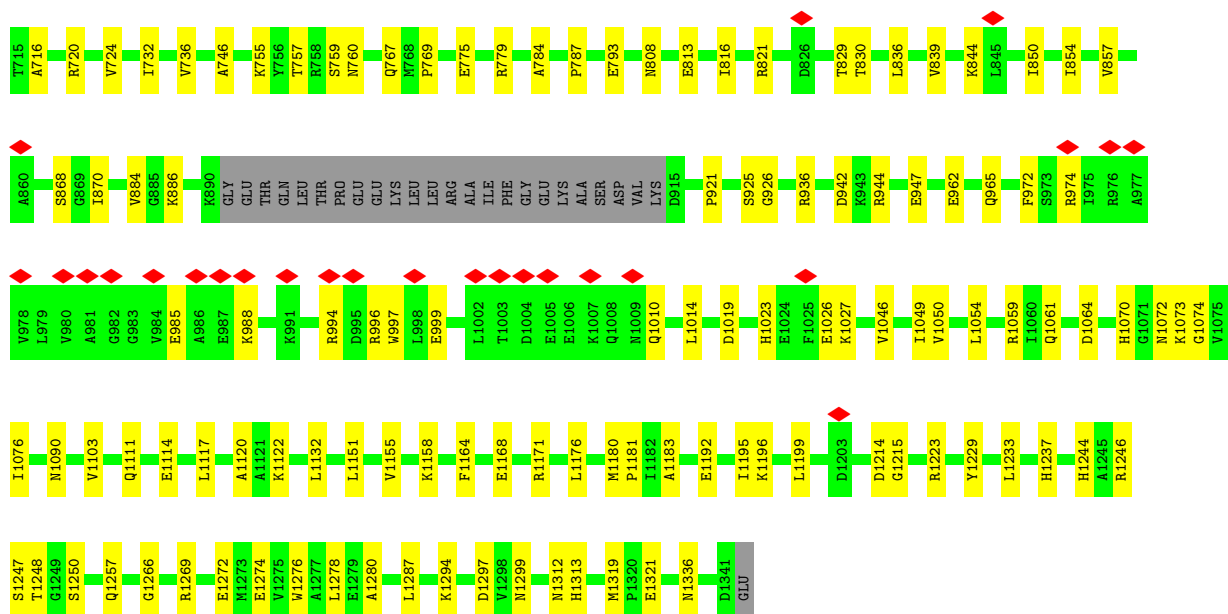 T715 A716 R720 V724 I732 V736 A746 K755 Y756 T757 R758 S759 N760 Q767 M768 P769 E775 R779 A784 P787 E793 N808 E813 I816 R821 D826 T829 T830 L836 V839 K844 L845 I850 I854 V857
A860 S868 G869 I870 V884 G885 K886 K890 GLY GLU THR GLN LEU THR PRO GLU GLU LYS LEU LEU ARG ALA ILE PHE GLY GLU LYS ALA SER ASP VAL LYS D915 P921 S925 G926 R936 D942 K943 R944 E947 E962 Q965 F972 S973 R974 I975 R976 A977
V978 L979 V980 A981 G982 G983 V984 E985 A986 E987 K988 K991 R994 D995 R996 W997 L998 E999 L1002 T1003 D1004 E1005 E1006 K1007 Q1008 N1009 Q1010 L1014 D1019 H1023 E1024 F1025 E1026 K1027 V1046 I1049 V1050 L1054 R1059 I1060 Q1061 D1064 H1070 G1071 N1072 K1073 G1074 V1075
I1076 N1090 V1103 Q1111 E1114 L1117 A1120 A1121 K1122 L1132 L1151 V1155 K1158 F1164 E1168 R1171 L1176 M1180 P1181 I1182 A1183 E1192 I1195 K1196 L1199 D1203 D1214 G1215 R1223 Y1229 L1233 H1237 H1244 A1245 R1246
S1247 T1248 G1249 S1250 Q1257 G1266 R1269 E1272 M1273 E1274 V1275 W1276 A1277 L1278 E1279 A1280 L1287 K1294 D1297 V1298 N1299 N1312 H1313 M1319 P1320 E1321 N1336 D1341 GLU